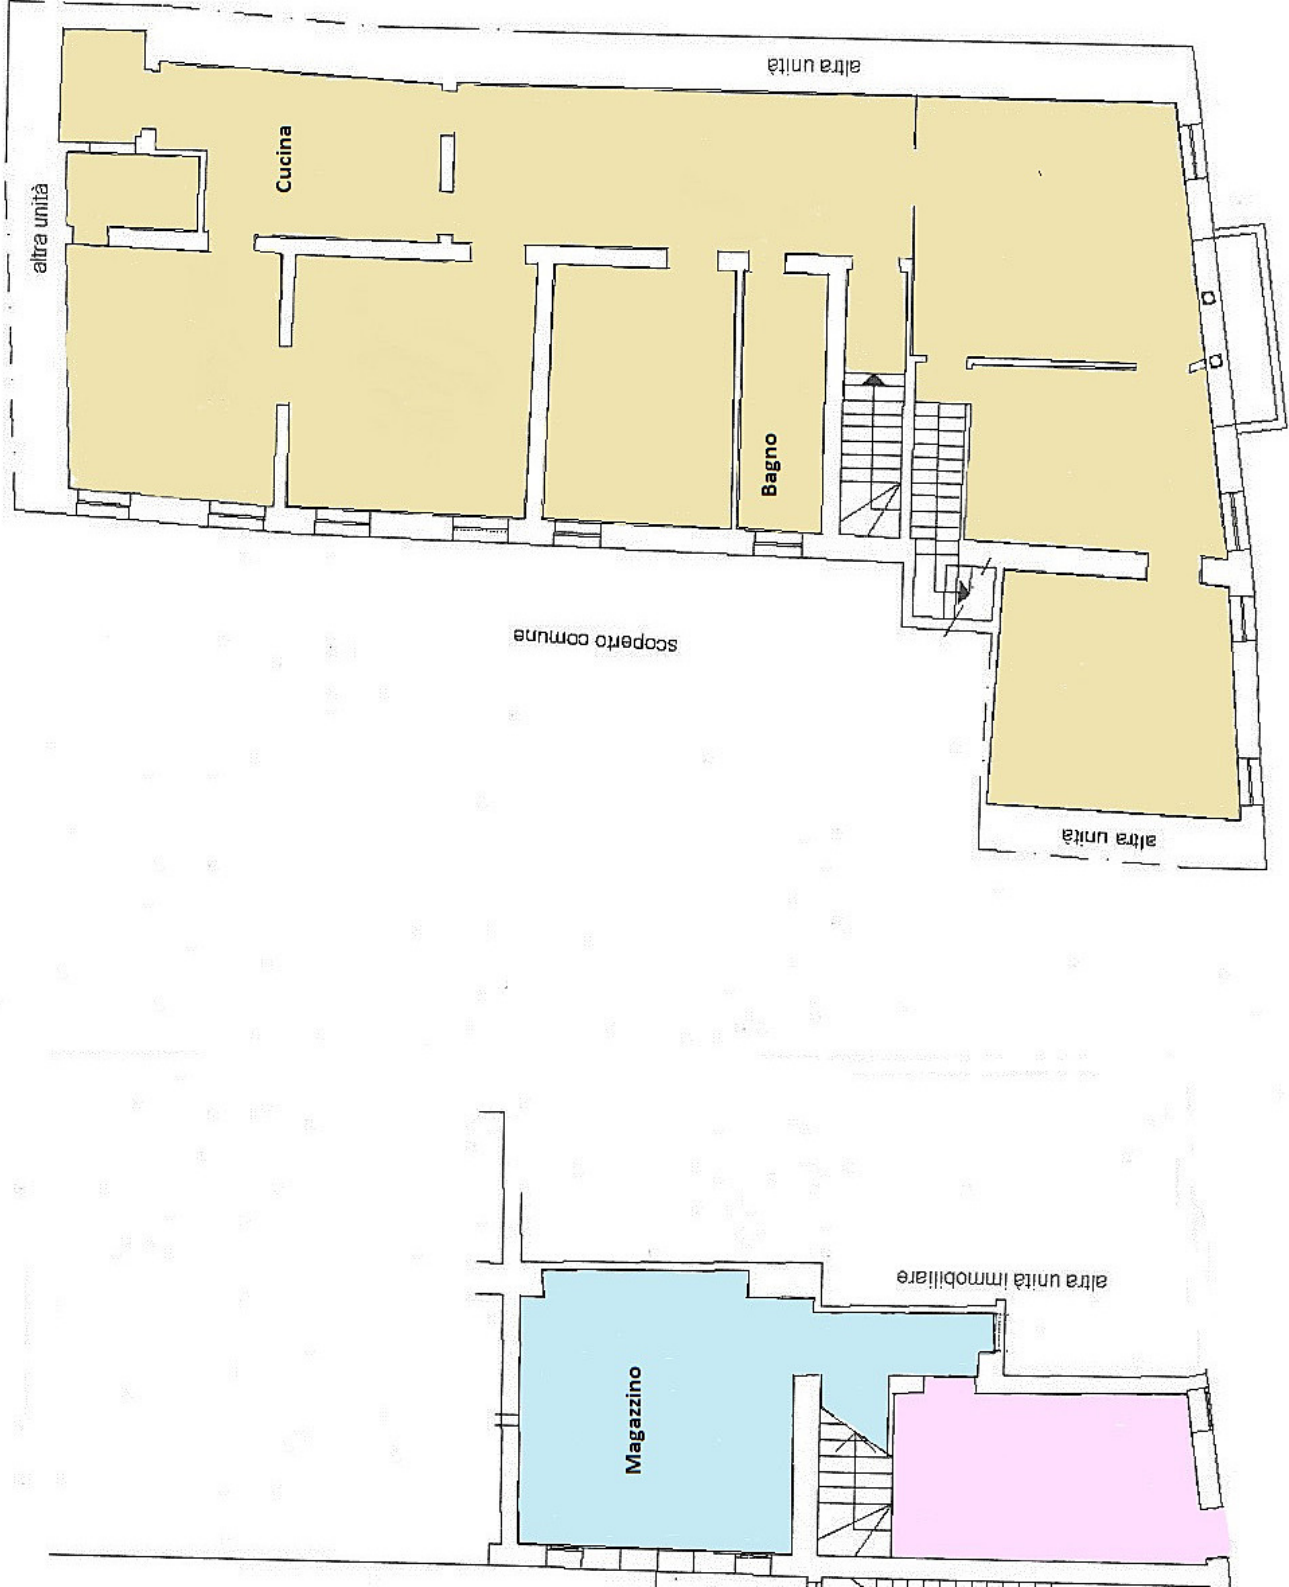 altra unità
altra unità
Cucina
Bagno
scoperto comune
altra unità
altra unità immobiliare
Magazzino